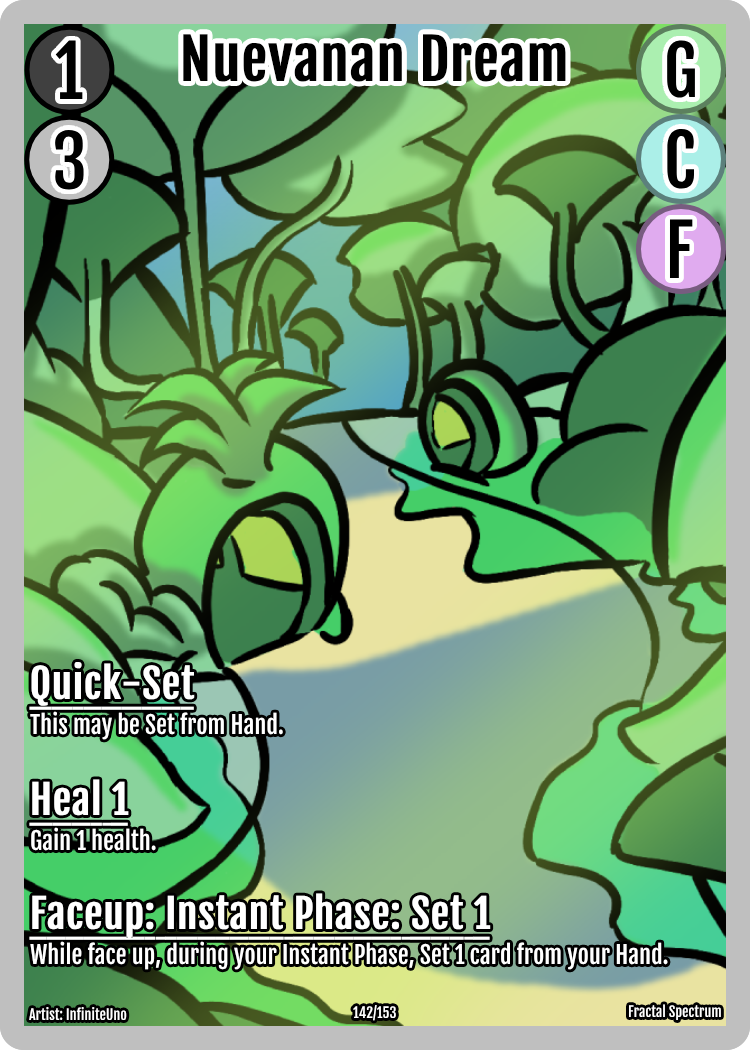 1
Nuevanan Dream
G
3
C
F
Quick-Set
This may be Set from Hand.
Heal 1
Gain 1 health.
Faceup: Instant Phase: Set 1
While face up, during your Instant Phase, Set 1 card from your Hand.
Artist: InfiniteUno
142/153
Fractal Spectrum